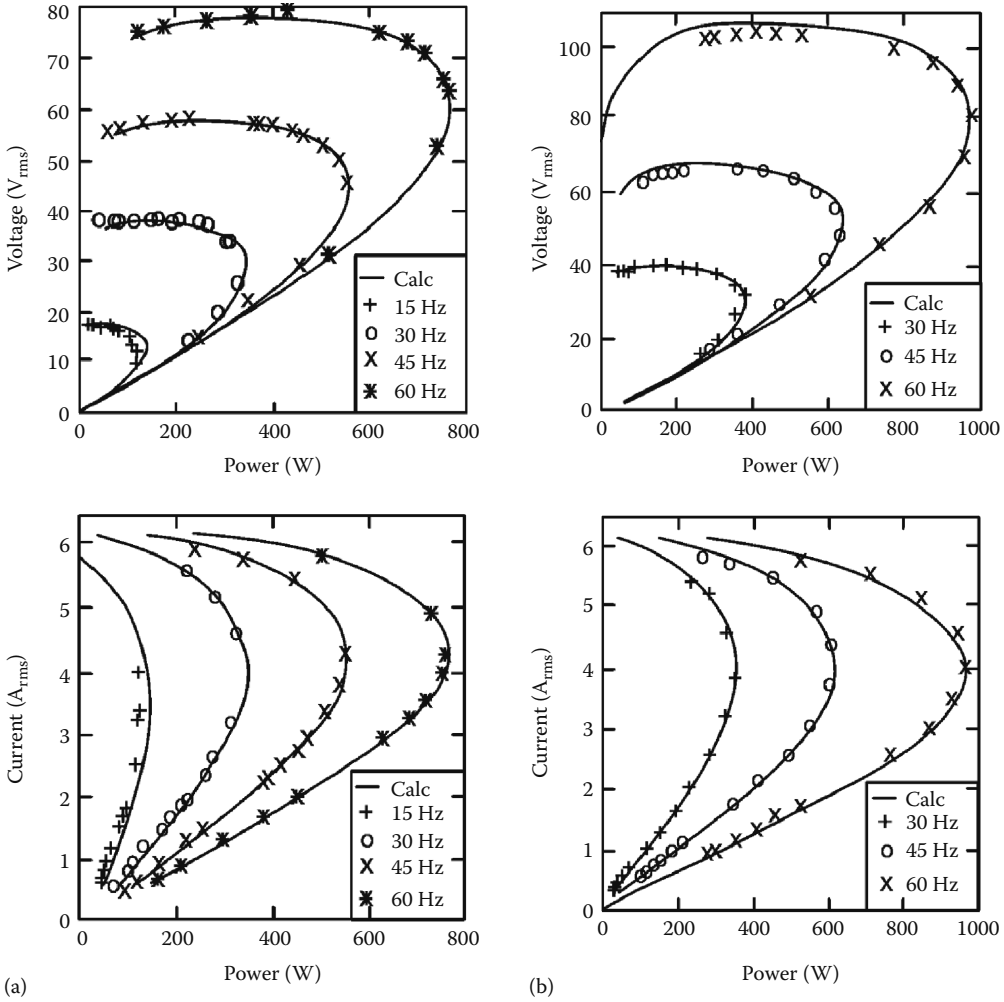 80
70
60
50
40
30
20
10
0
Voltage (Vrms)
0 200 400 600 800
Power (W)
Calc
15 Hz
30 Hz
45 Hz
60 Hz
100
80
60
40
20
0
Voltage (Vrms)
0 200 400 600 800 1000
Power (W)
Calc
30 Hz
45 Hz
60 Hz
6
5
4
3
2
1
0
Current (Arms)
0 200 400 600 800
Power (W)
Calc
15 Hz
30 Hz
45 Hz
60 Hz
(a)
6
5
4
3
2
1
0
Current (Arms)
0 200 400 600 800 1000
Power (W)
Calc
30 Hz
45 Hz
60 Hz
(b)